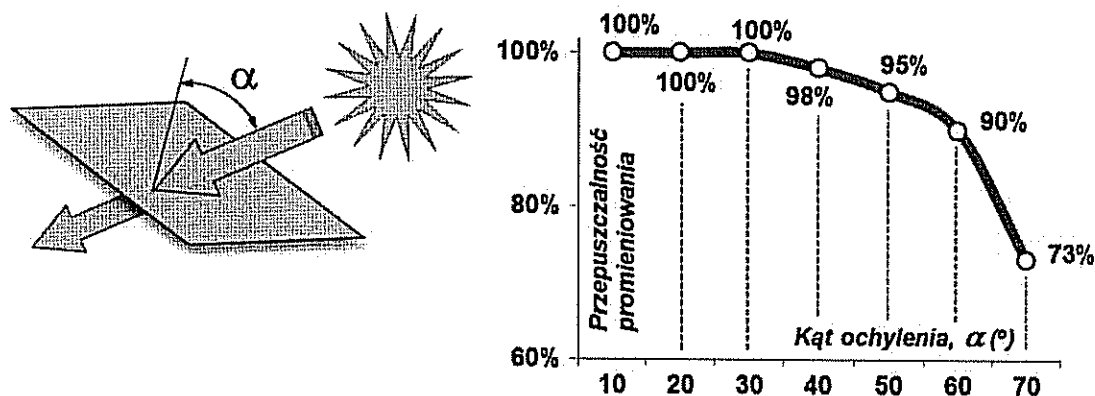 α
100%
80%
60%
Przepuszczalność
promieniowania
100%
100%
100%
98%
95%
90%
73%
Kąt ochylenia, α (º)
10 20 30 40 50 60 70